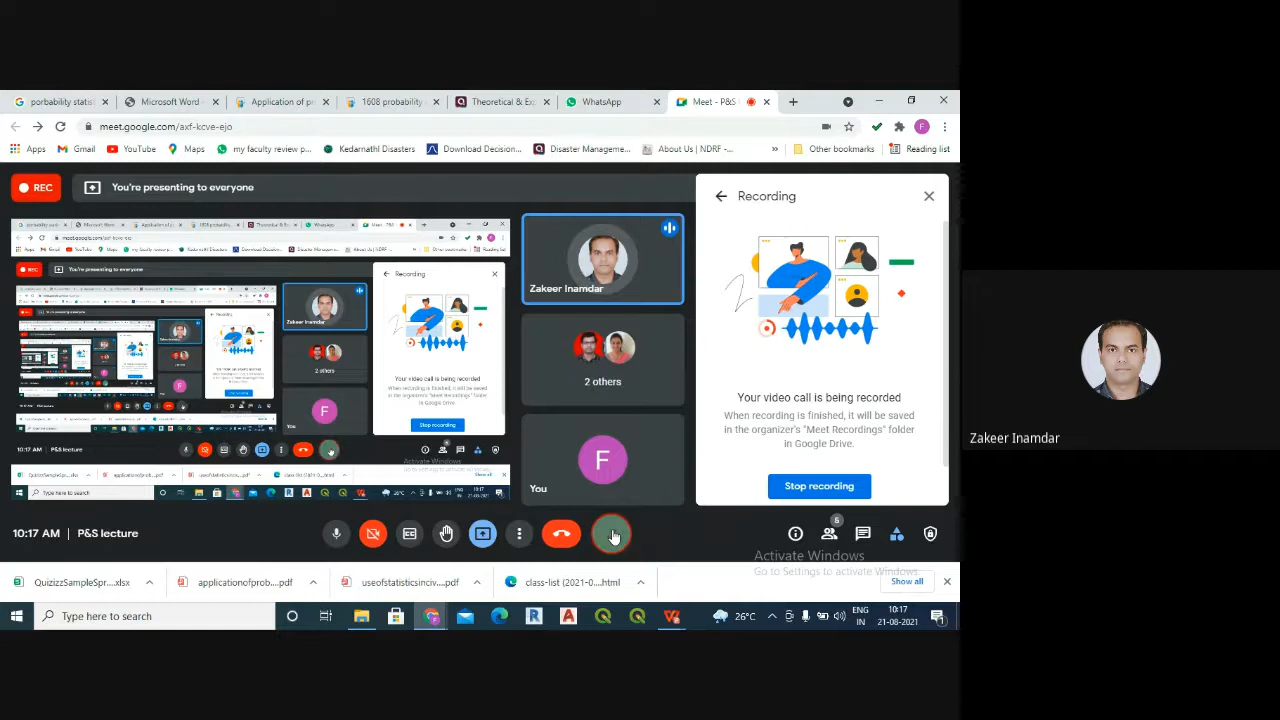 porbability statist
Microsoft Word -
Application of pr
1608 probability -
Theoretical & Ex
WhatsApp
Meet - P&S
meet.google.com/axf-kcve-ejo
Apps
Gmail
YouTube
Maps
my faculty review p...
Kedarnathl Disasters
Download Decision...
Disaster Manageme...
About Us | NDRF -...
»
Other bookmarks
Reading list
REC
You're presenting to everyone
Recording
Zakeer Inamdar
2 others
F
You
Your video call is being recorded
When recording is finished, it will be saved
in the organizer's "Meet Recordings" folder
in Google Drive.
Stop recording
Zakeer Inamdar
10:17 AM | P&S lecture
6
Activate Windows
Go to Settings to activate Windows.
QuizizzSampleSpr....xlsx
applicationofprob....pdf
useofstatisticsinciv....pdf
class-list (2021-0....html
Show all
Type here to search
26°C
ENG
IN
10:17
21-08-2021